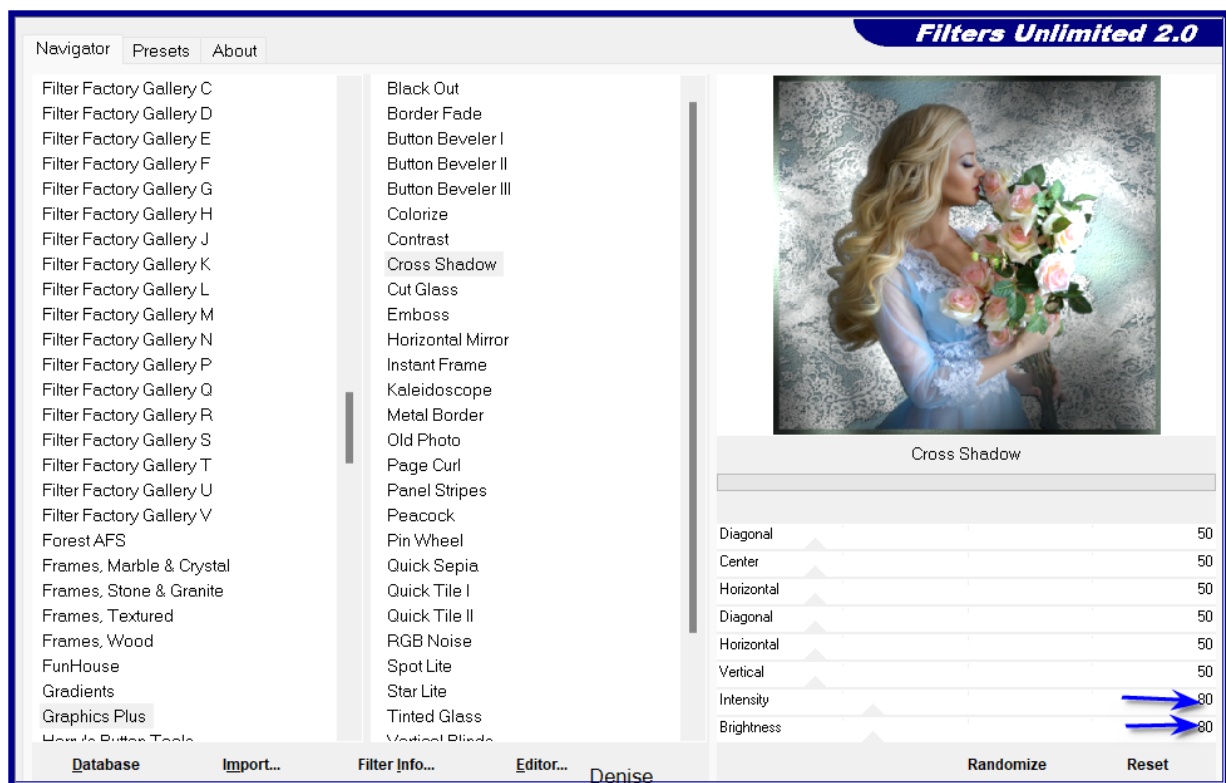 Filters Unlimited 2.0
Navigator Presets About
Filter Factory Gallery C
Filter Factory Gallery D
Filter Factory Gallery E
Filter Factory Gallery F
Filter Factory Gallery G
Filter Factory Gallery H
Filter Factory Gallery J
Filter Factory Gallery K
Filter Factory Gallery L
Filter Factory Gallery M
Filter Factory Gallery N
Filter Factory Gallery P
Filter Factory Gallery Q
Filter Factory Gallery R
Filter Factory Gallery S
Filter Factory Gallery T
Filter Factory Gallery U
Filter Factory Gallery V
Forest AFS
Frames, Marble & Crystal
Frames, Stone & Granite
Frames, Textured
Frames, Wood
FunHouse
Gradients
Graphics Plus
Harry's Button Tools
Black Out
Border Fade
Button Beveler I
Button Beveler II
Button Beveler III
Colorize
Contrast
Cross Shadow
Cut Glass
Emboss
Horizontal Mirror
Instant Frame
Kaleidoscope
Metal Border
Old Photo
Page Curl
Panel Stripes
Peacock
Pin Wheel
Quick Sepia
Quick Tile I
Quick Tile II
RGB Noise
Spot Lite
Star Lite
Tinted Glass
Vertical Blinds
Cross Shadow
Diagonal 50
Center 50
Horizontal 50
Diagonal 50
Horizontal 50
Vertical 50
Intensity 80
Brightness 80
Database Import... Filter Info... Editor... Denise Randomize Reset